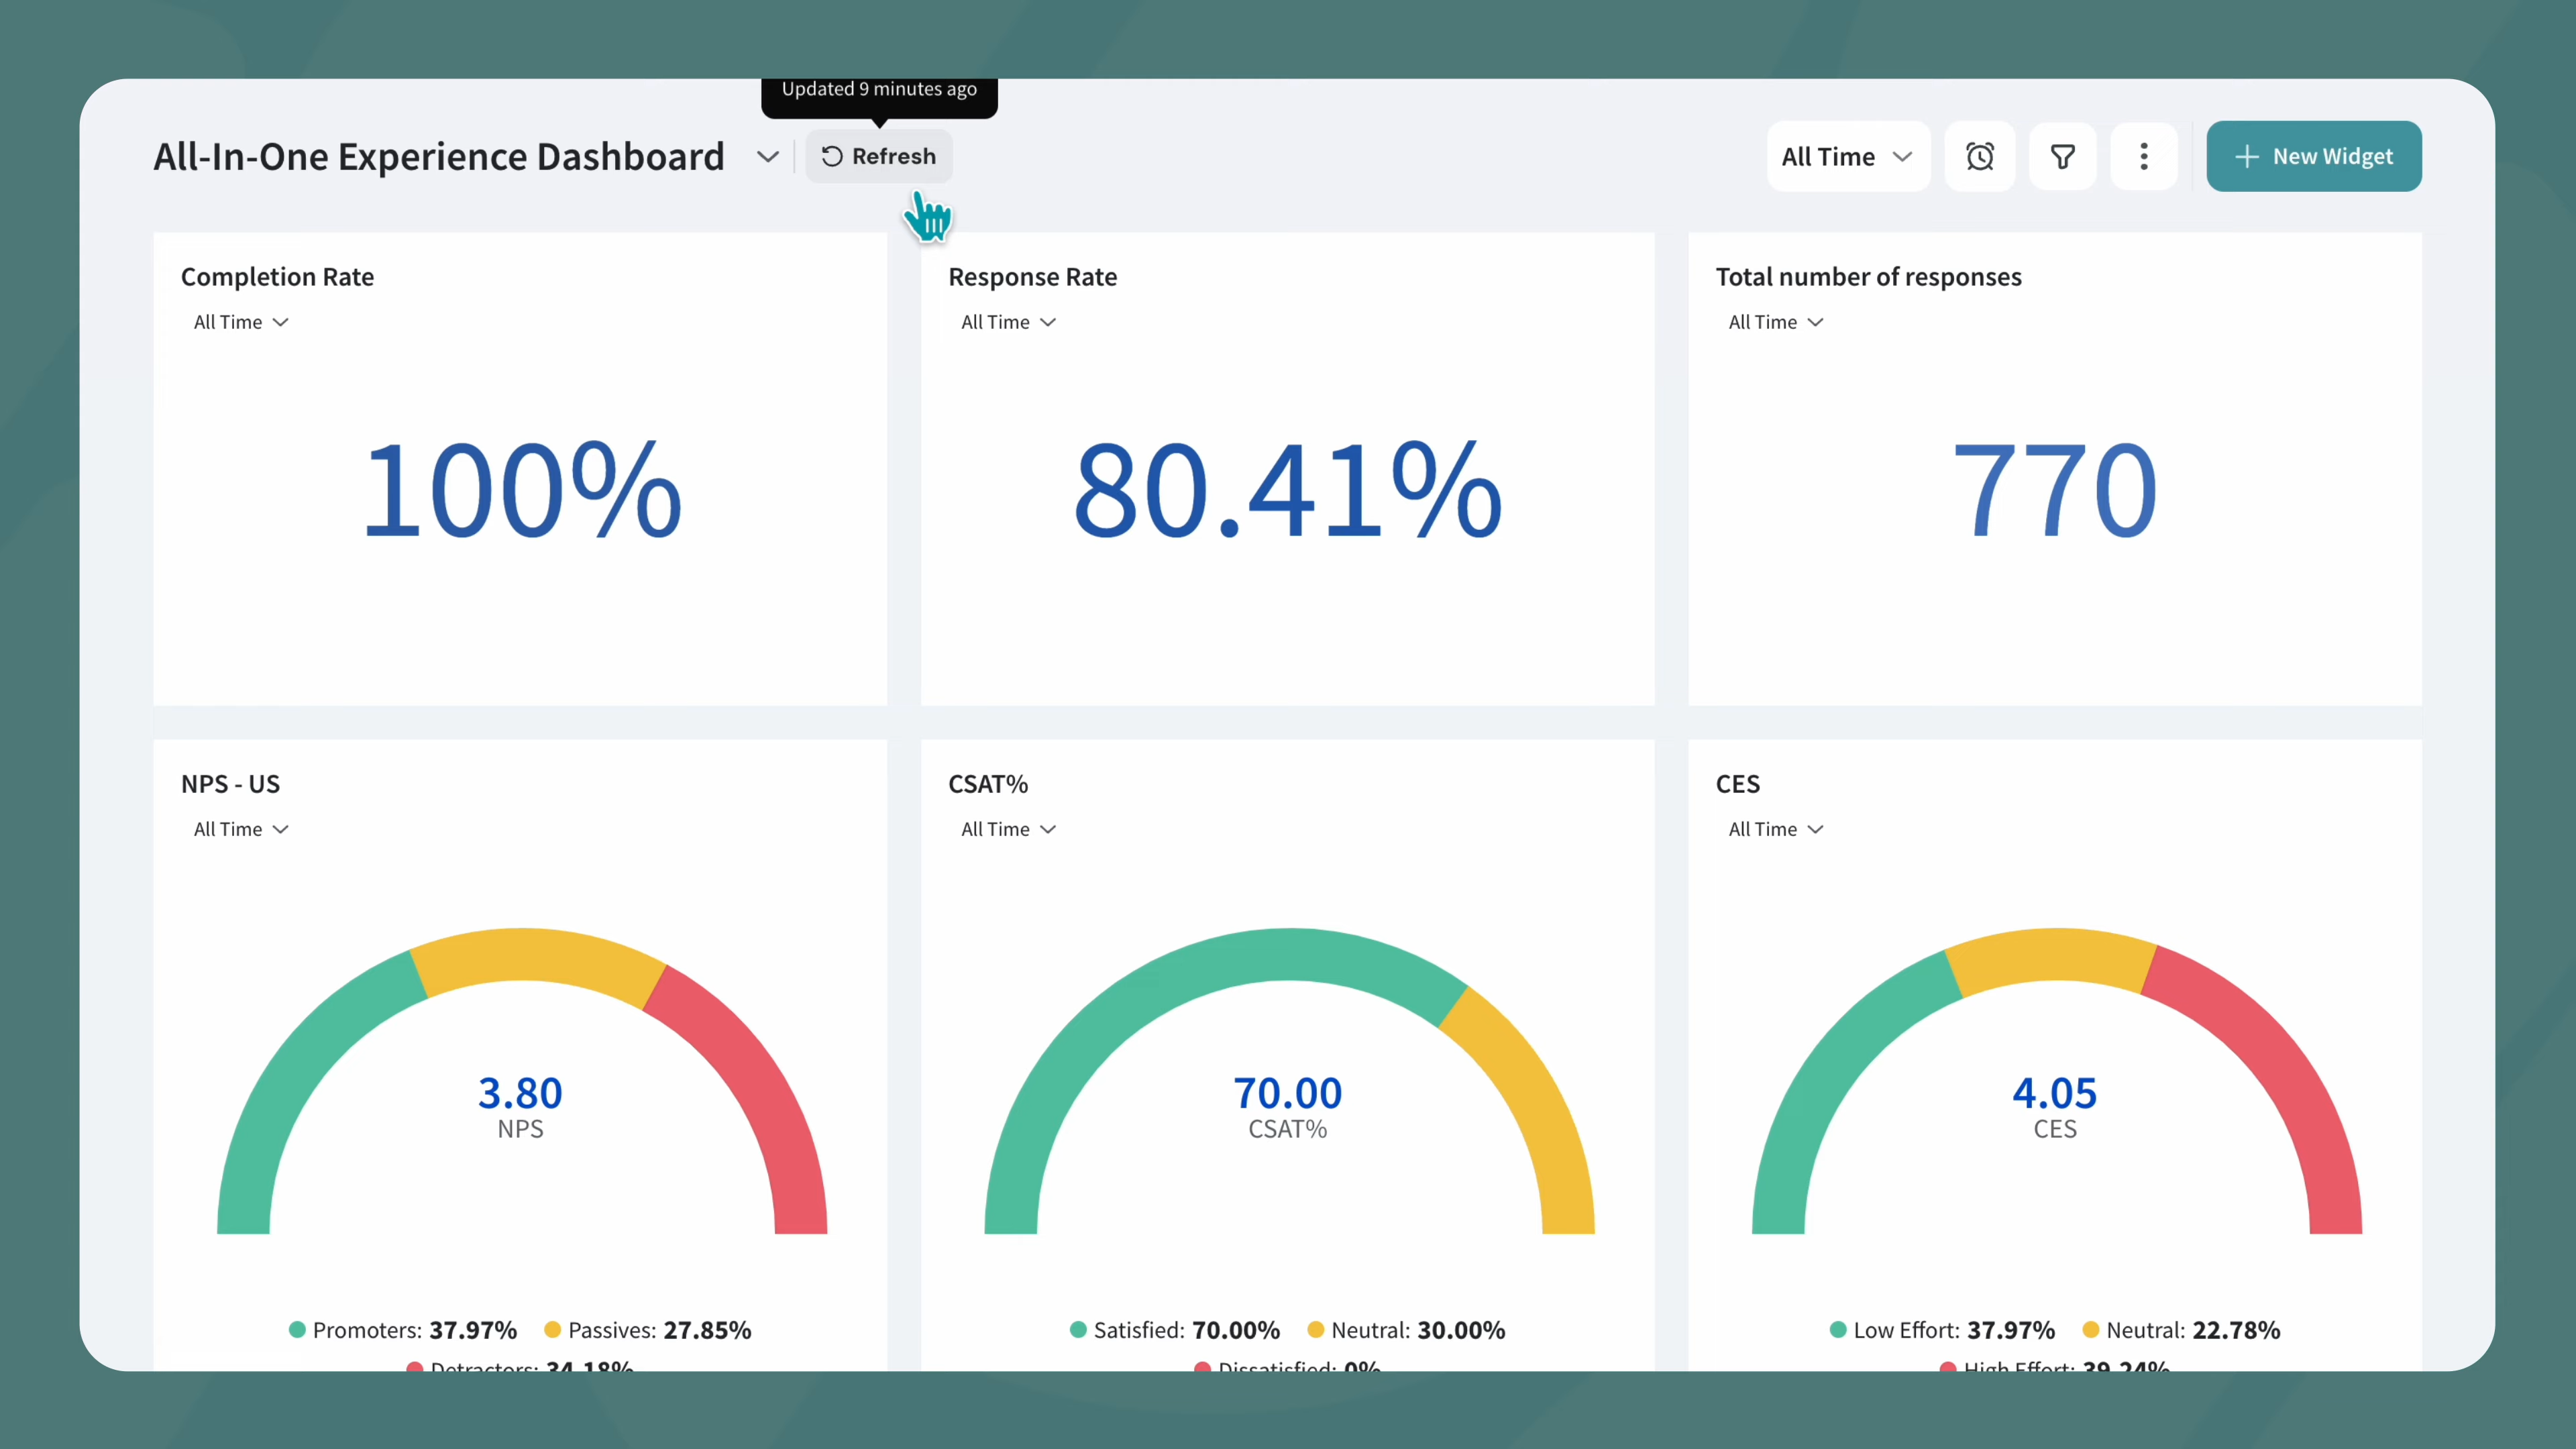 Updated 9 minutes ago
All-In-One Experience Dashboard
Refresh
All Time
New Widget
Completion Rate
All Time
100%
Response Rate
All Time
80.41%
Total number of responses
All Time
770
NPS - US
All Time
3.80
NPS
Promoters: 37.97% Passives: 27.85%
Detractors: 34.18%
CSAT%
All Time
70.00
CSAT%
Satisfied: 70.00% Neutral: 30.00%
Dissatisfied: 0%
CES
All Time
4.05
CES
Low Effort: 37.97% Neutral: 22.78%
High Effort: 39.24%